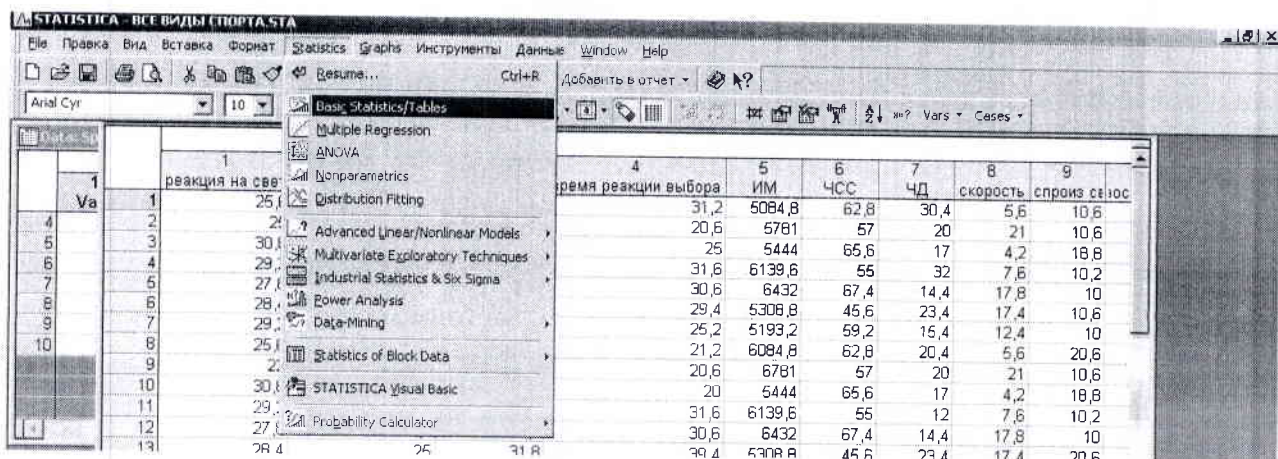 STATISTICA - ВСЕ ВИДЫ СПОРТА.STA
File Правка Вид Вставка Формат Statistics Graphs Инструменты Данные Window Help
Resume... Ctrl+R Добавить в отчет
Arial Cyr 10 Basic Statistics/Tables Vars Cases
Multiple Regression
ANOVA
Nonparametrics
Distribution Fitting
Advanced Linear/Nonlinear Models
Multivariate Exploratory Techniques
Industrial Statistics & Six Sigma
Power Analysis
Data-Mining
Statistics of Block Data
STATISTICA Visual Basic
Probability Calculator
1 4 5 6 7 8 9
реакция на све время реакции выбора ИМ ЧСС ЧД скорость
1
Va
1 31,2 5084,8 62,8 30,4 5,6 10,6
4 2 20,6 5781 57 20 21 10,6
5 3 30, 25 5444 65,6 17 4,2 18,8
6 4 29, 31,6 6139,6 55 32 7,6 10,2
7 5 27, 30,6 6432 67,4 14,4 17,8 10
8 6 28, 29,4 5308,8 45,6 23,4 17,4 10,6
9 7 29, 25,2 5193,2 59,2 15,4 12,4 10
10 8 25, 21,2 6084,8 62,8 20,4 5,6 20,6
9 20,6 6781 57 20 21 10,6
10 30, 20 5444 65,6 17 4,2 18,8
11 29, 31,6 6139,6 55 12 7,6 10,2
12 27, 30,6 6432 67,4 14,4 17,8 10
13 28,4 25 31,8 39,4 5308,8 45,6 23,4 17,4 20,6